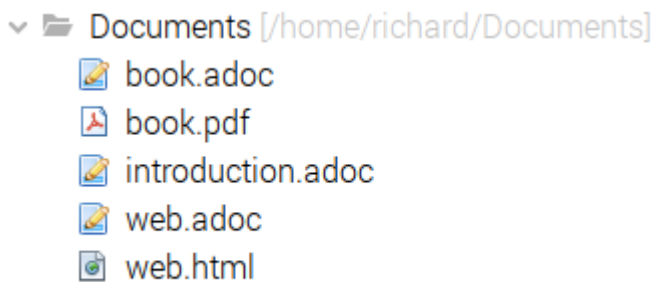 Documents [/home/richard/Documents]
book.adoc
book.pdf
introduction.adoc
web.adoc
web.html